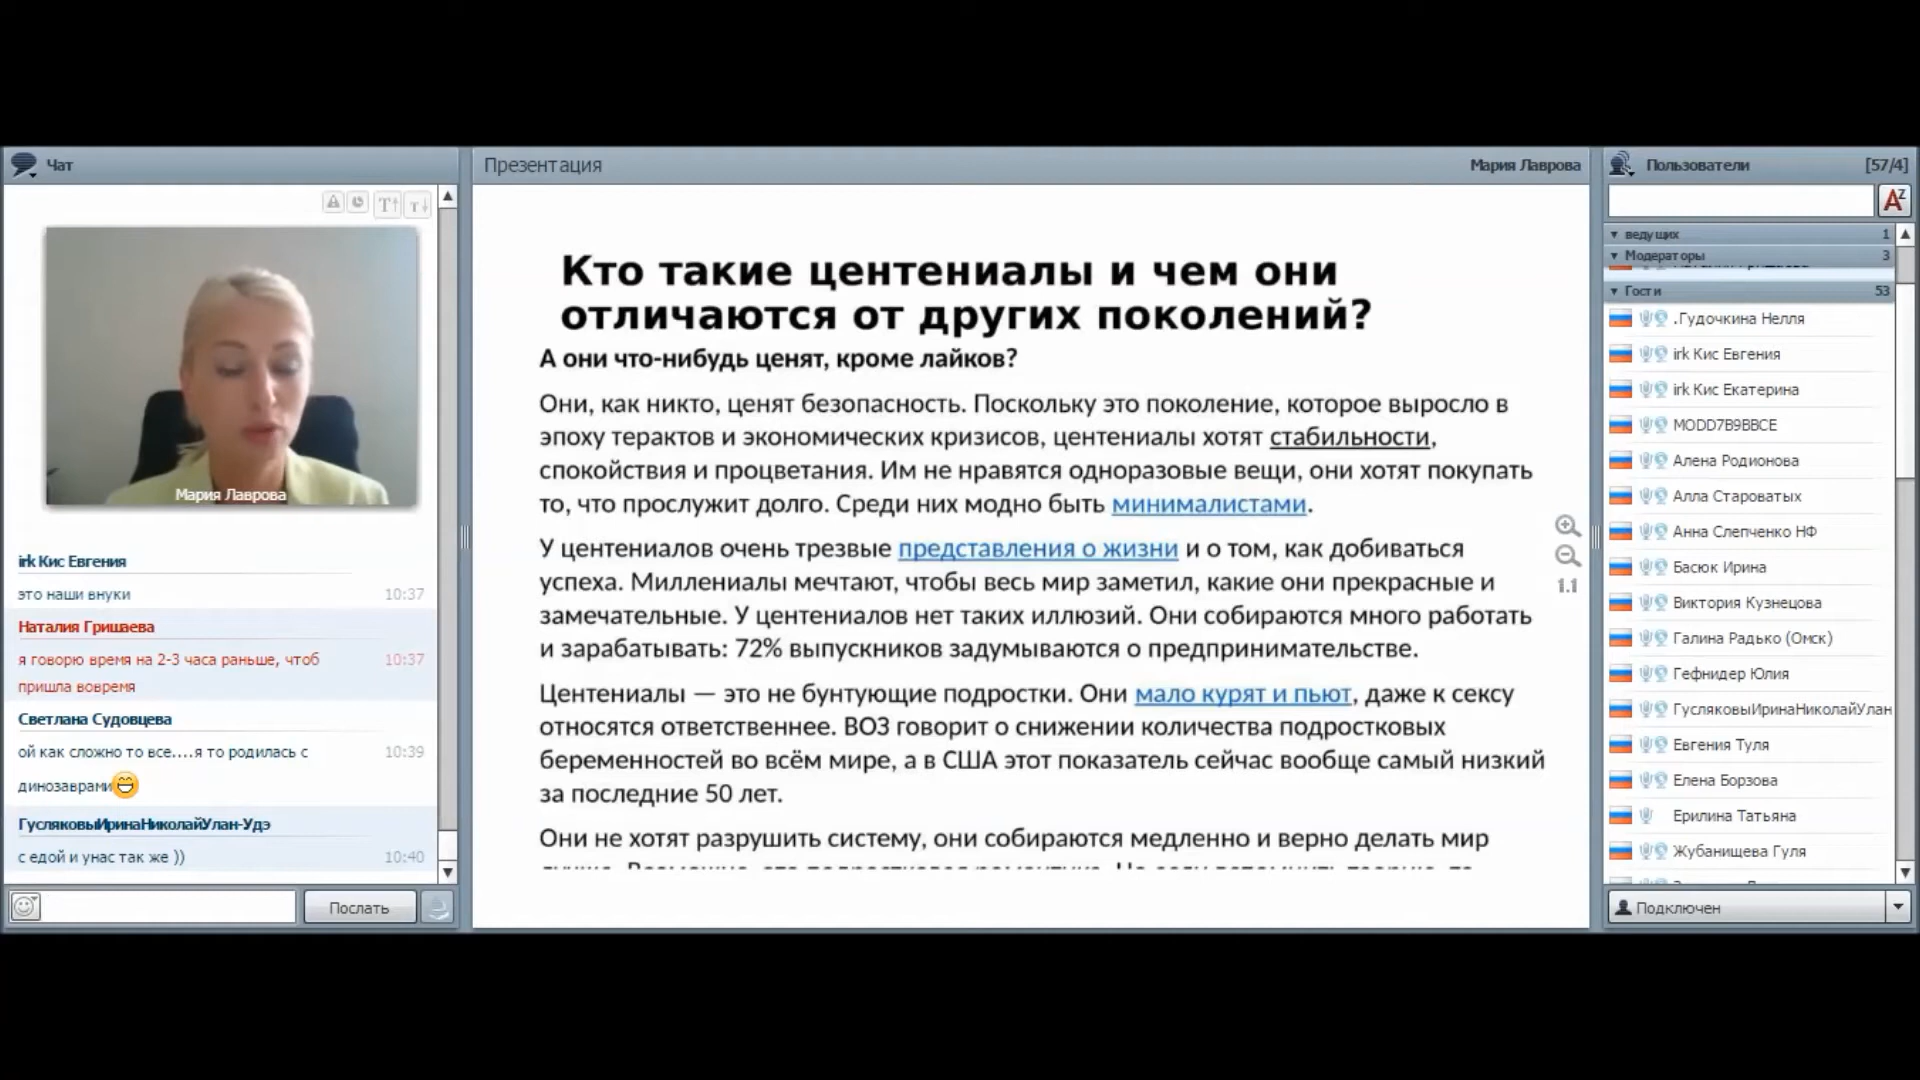 Чат
Мария Лаврова
irk Кис Евгения
это наши внуки 10:37
Наталия Гришаева
я говорю время на 2-3 часа раньше, чтоб 10:37
пришла вовремя
Светлана Судовцева
ой как сложно то все....я то родилась с 10:39
динозаврами
ГусляковыИринаНиколайУлан-Удэ
с едой и унас так же )) 10:40
Послать
Презентация Мария Лаврова
Кто такие центениалы и чем они
отличаются от других поколений?
А они что-нибудь ценят, кроме лайков?
Они, как никто, ценят безопасность. Поскольку это поколение, которое выросло в
эпоху терактов и экономических кризисов, центениалы хотят стабильности,
спокойствия и процветания. Им не нравятся одноразовые вещи, они хотят покупать
то, что прослужит долго. Среди них модно быть минималистами.
У центениалов очень трезвые представления о жизни и о том, как добиваться
успеха. Миллениалы мечтают, чтобы весь мир заметил, какие они прекрасные и
замечательные. У центениалов нет таких иллюзий. Они собираются много работать
и зарабатывать: 72% выпускников задумываются о предпринимательстве.
Центениалы — это не бунтующие подростки. Они мало курят и пьют, даже к сексу
относятся ответственнее. ВОЗ говорит о снижении количества подростковых
беременностей во всём мире, а в США этот показатель сейчас вообще самый низкий
за последние 50 лет.
Они не хотят разрушить систему, они собираются медленно и верно делать мир
1.1
Пользователи [57/4]
AZ
ведущих 1
Модераторы 3
Гости 53
.Гудочкина Нелля
irk Кис Евгения
irk Кис Екатерина
MODD7B9BBCE
Алена Родионова
Алла Староватых
Анна Слепченко НФ
Басюк Ирина
Виктория Кузнецова
Галина Радько (Омск)
Гефнидер Юлия
ГусляковыИринаНиколайУлан
Евгения Туля
Елена Борзова
Ерилина Татьяна
Жубанищева Гуля
Подключен